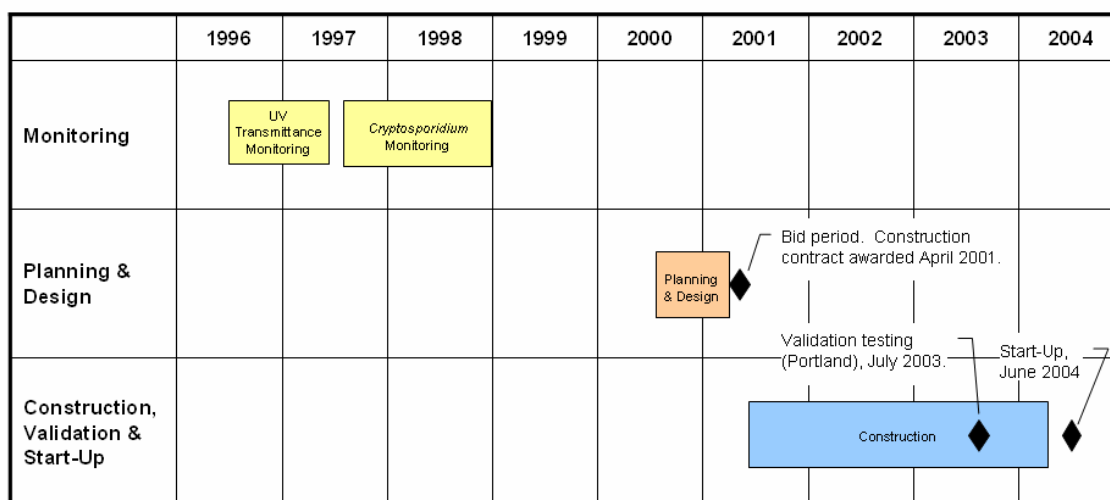 1996 1997 1998 1999 2000 2001 2002 2003 2004
Monitoring
UV
Transmittance
Monitoring
Cryptosporidium
Monitoring
Planning &
Design
Planning
& Design
Bid period. Construction
contract awarded April 2001.
Validation testing
(Portland), July 2003.
Start-Up,
June 2004
Construction,
Validation &
Start-Up
Construction